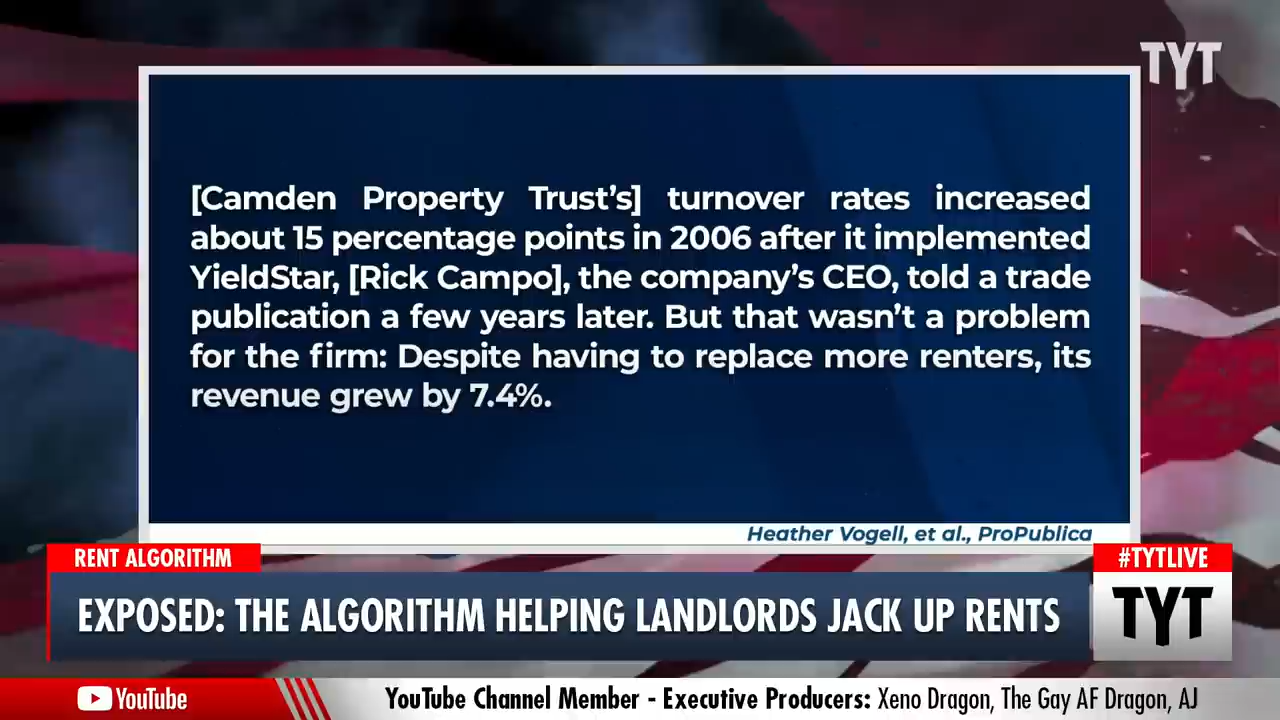 TYT
[Camden Property Trust's] turnover rates increased
about 15 percentage points in 2006 after it implemented
YieldStar, [Rick Campo], the company's CEO, told a trade
publication a few years later. But that wasn't a problem
for the firm: Despite having to replace more renters, its
revenue grew by 7.4%.
Heather Vogell, et al., ProPublica
RENT ALGORITHM
#TYTLIVE
EXPOSED: THE ALGORITHM HELPING LANDLORDS JACK UP RENTS
TYT
YouTube
YouTube Channel Member - Executive Producers: Xeno Dragon, The Gay AF Dragon, AJ